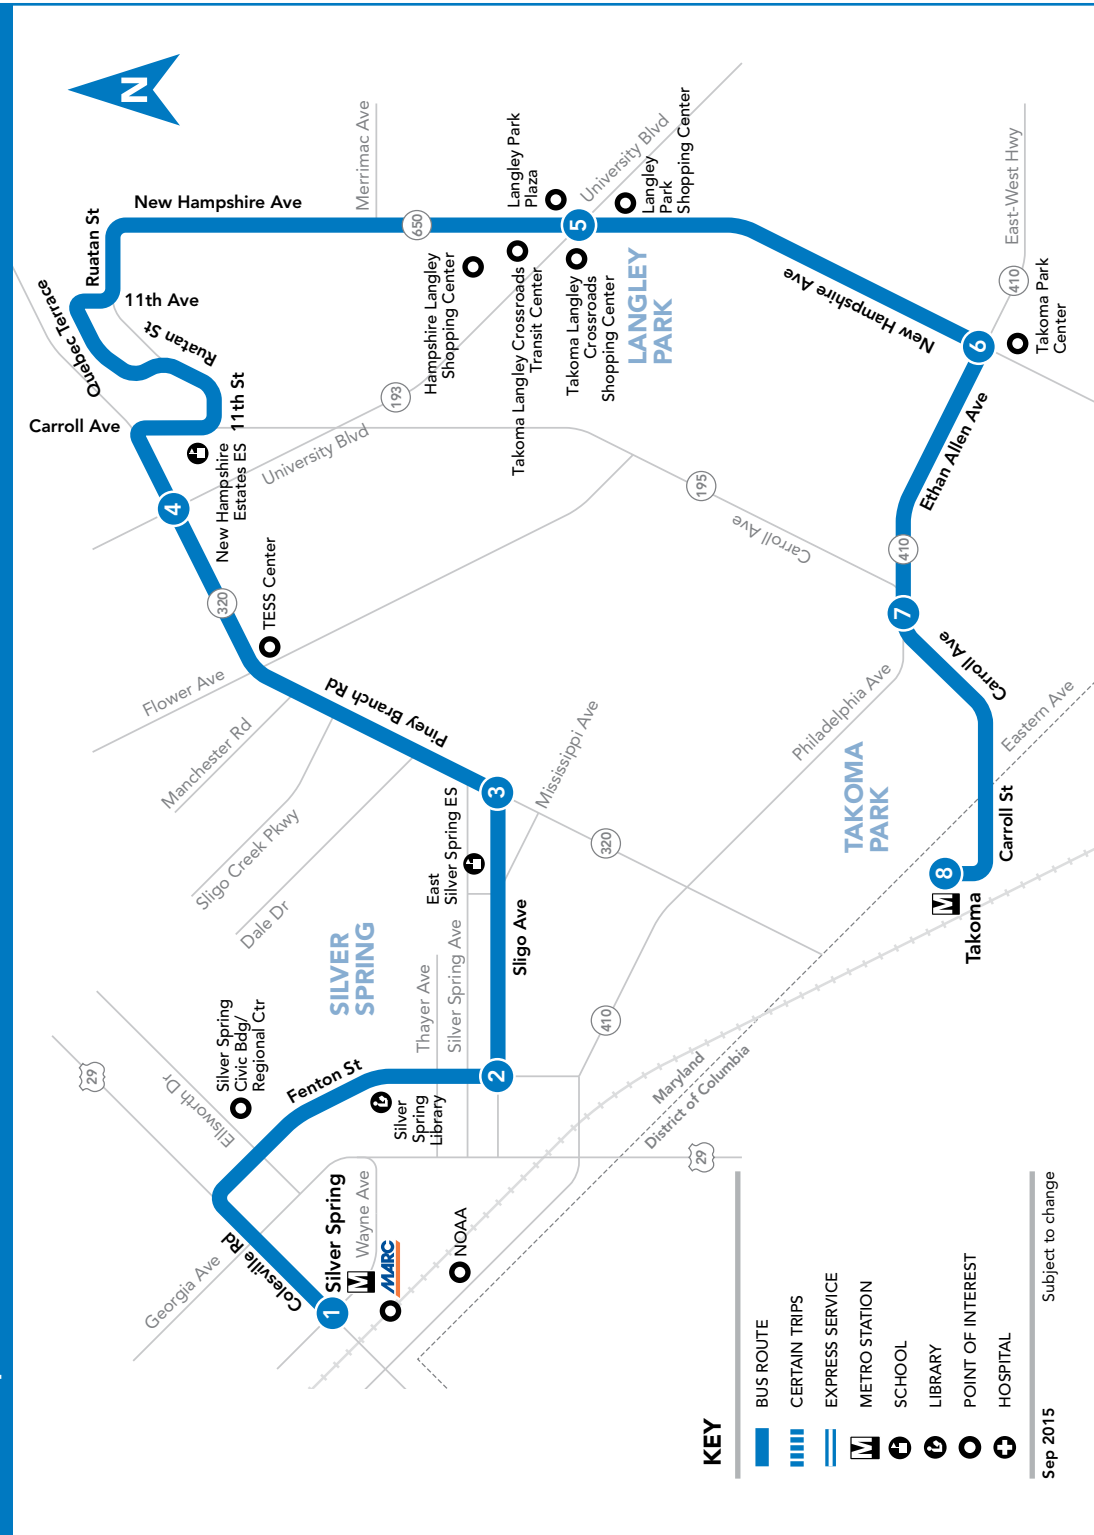 N
New Hampshire Ave
Ruatan St
11th Ave
Quebec Terrace
Ruatan St
11th St
Carroll Ave
Merrimac Ave
650
Langley Park
Plaza
University Blvd
Langley
Park
Shopping Center
5
Hampshire Langley
Shopping Center
Takoma Langley Crossroads
Transit Center
Takoma Langley
Crossroads
Shopping Center
LANGLEY
PARK
New Hampshire Ave
East-West Hwy
410
6
Takoma Park
Center
193
University Blvd
New Hampshire
Estates ES
4
320
TESS Center
195
Carroll Ave
Ethan Allen Ave
410
7
Carroll Ave
Philadelphia Ave
Eastern Ave
TAKOMA
PARK
Carroll St
8
M
Takoma
Flower Ave
Manchester Rd
Sligo Creek Pkwy
Dale Dr
Piney Branch Rd
3
Mississippi Ave
320
East
Silver Spring ES
Sligo Ave
Silver Spring Ave
Thayer Ave
SILVER
SPRING
410
2
29
Ellsworth Dr
Silver Spring
Civic Bdg/
Regional Ctr
Fenton St
Silver
Spring
Library
Maryland
District of Columbia
29
Georgia Ave
Colesville Rd
1
Silver Spring
M
Wayne Ave
MARC
NOAA
KEY
BUS ROUTE
CERTAIN TRIPS
EXPRESS SERVICE
M METRO STATION
SCHOOL
LIBRARY
POINT OF INTEREST
HOSPITAL
Sep 2015
Subject to change